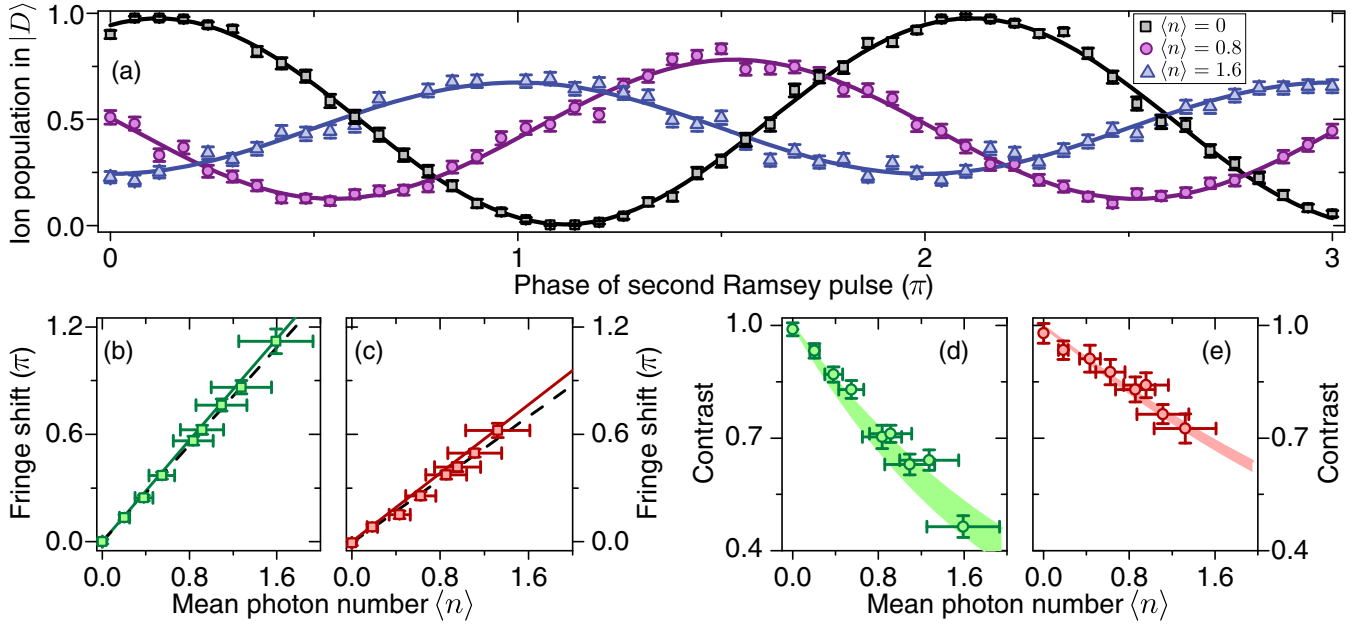 Ion population in |D⟩
1.0
0.5
0.0
(a)
⟨n⟩ = 0
⟨n⟩ = 0.8
⟨n⟩ = 1.6
0 1 2 3
Phase of second Ramsey pulse (π)
Fringe shift (π)
1.2
0.6
0.0
(b)
(c)
1.2
0.6
0.0
Fringe shift (π)
0.0 0.8 1.6
0.0 0.8 1.6
Mean photon number ⟨n⟩
Contrast
1.0
0.7
0.4
(d)
(e)
1.0
0.7
0.4
Contrast
0.0 0.8 1.6
0.0 0.8 1.6
Mean photon number ⟨n⟩